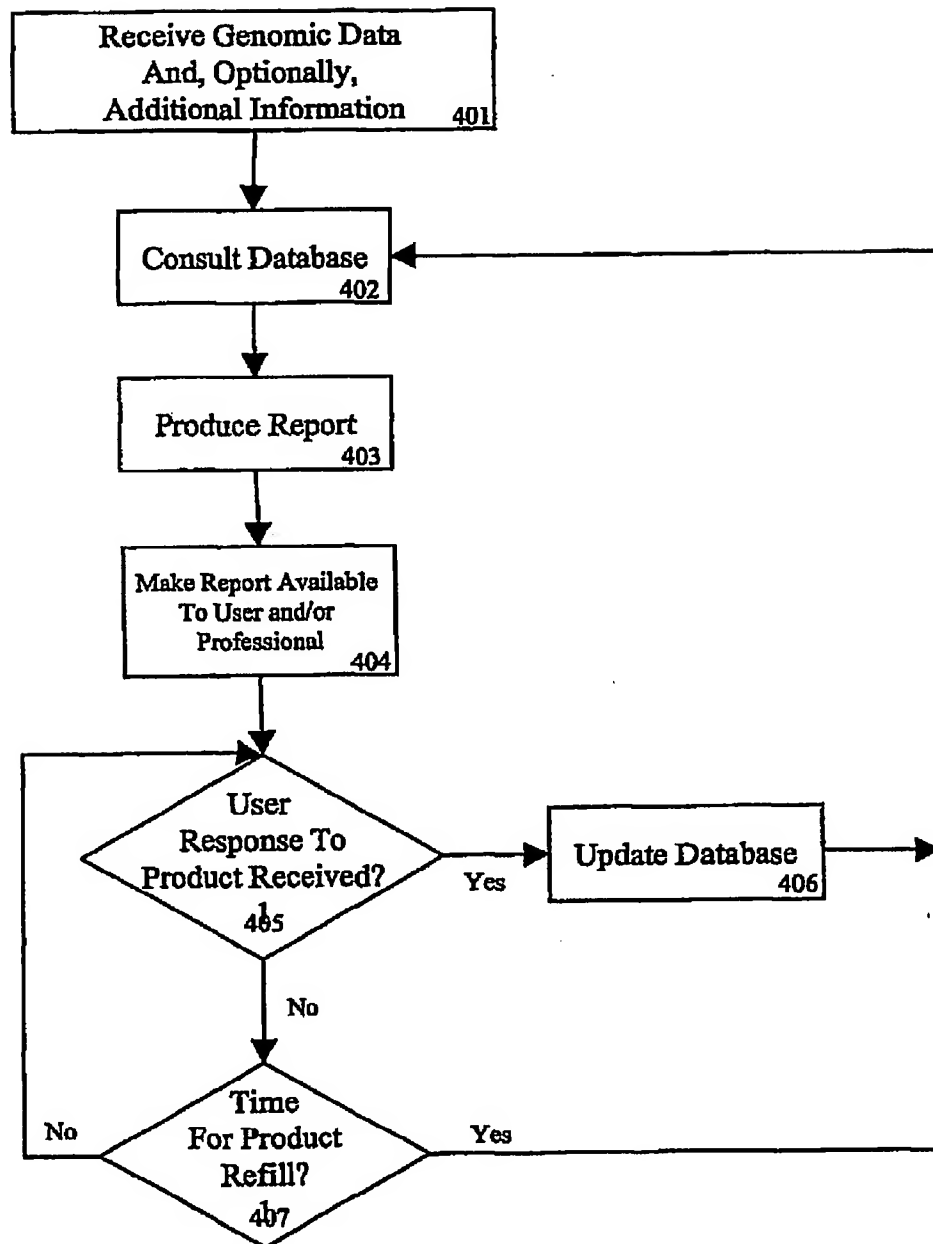 Receive Genomic Data
And, Optionally,
Additional Information
401
Consult Database
402
Produce Report
403
Make Report Available
To User and/or
Professional
404
User
Response To
Product Received?
405
Yes
Update Database
406
No
Time
For Product
Refill?
407
No
Yes